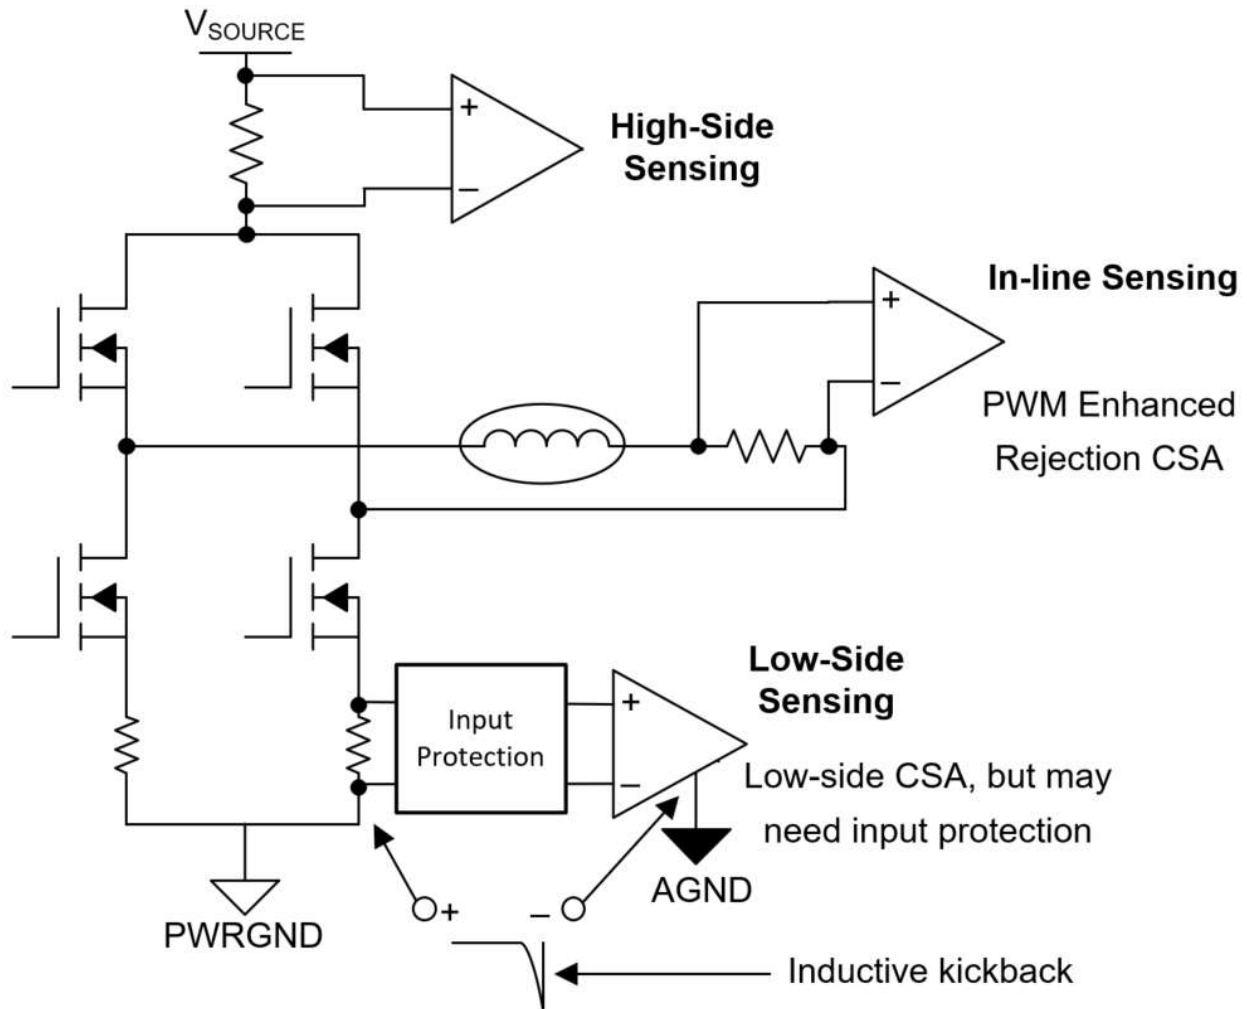 VSOURCE
+
−
High-Side
Sensing
In-line Sensing
+
−
PWM Enhanced
Rejection CSA
Low-Side
Sensing
Input
Protection
+
−
Low-side CSA, but may
need input protection
AGND
PWRGND
+
−
Inductive kickback